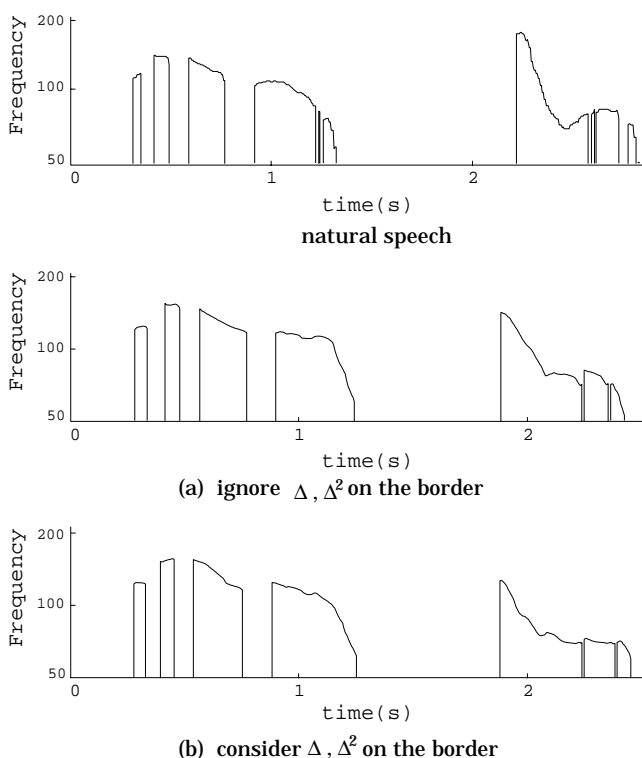 Frequency
200
100
50
0
1
2
time(s)
natural speech
Frequency
200
100
50
0
1
2
time(s)
(a) ignore Δ , Δ² on the border
Frequency
200
100
50
0
1
2
time(s)
(b) consider Δ , Δ² on the border